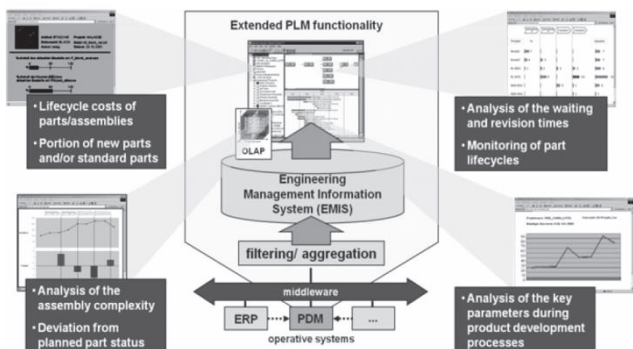 Extended PLM functionality
• Lifecycle costs of
parts/assemblies
• Portion of new parts
and/or standard parts
• Analysis of the waiting
and revision times
• Monitoring of part
lifecycles
OLAP
Engineering
Management Information
System (EMIS)
filtering/ aggregation
middleware
ERP
PDM
...
operative systems
• Analysis of the
assembly complexity
• Deviation from
planned part status
• Analysis of the key
parameters during
product development
processes